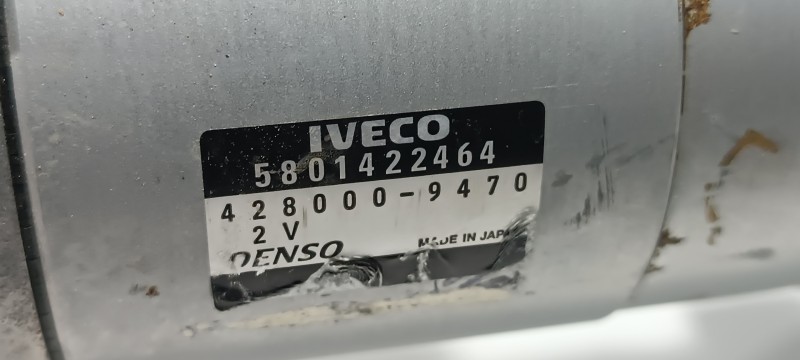 IVECO
5801422464
428000-9470
2 V
DENSO
MADE IN JAPAN